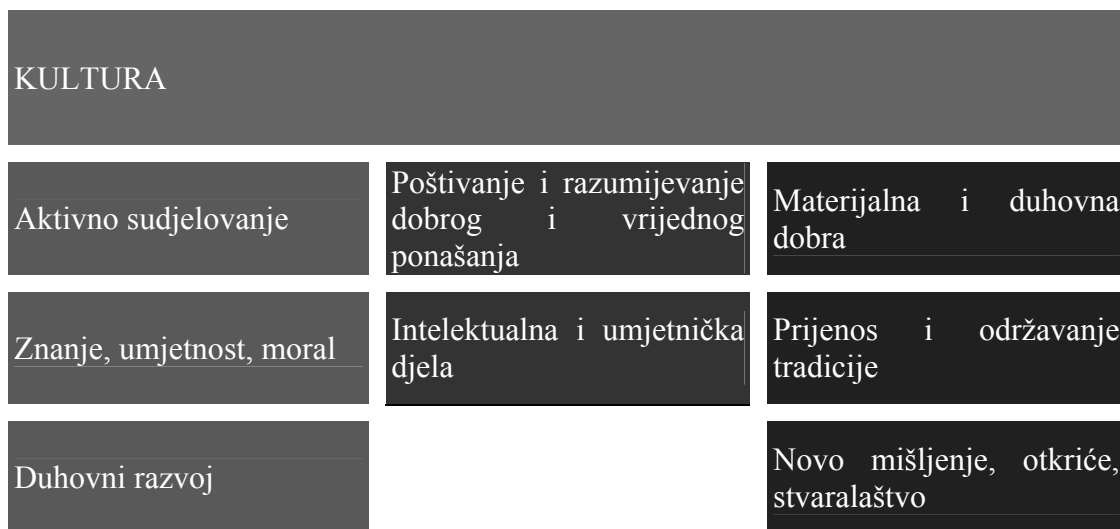 KULTURA
Aktivno sudjelovanje
Poštivanje i razumijevanje
dobrog i vrijednog
ponašanja
Materijalna i duhovna
dobra
Znanje, umjetnost, moral
Intelektualna i umjetnička
djela
Prijenos i održavanje
tradicije
Duhovni razvoj
Novo mišljenje, otkriće,
stvaralaštvo